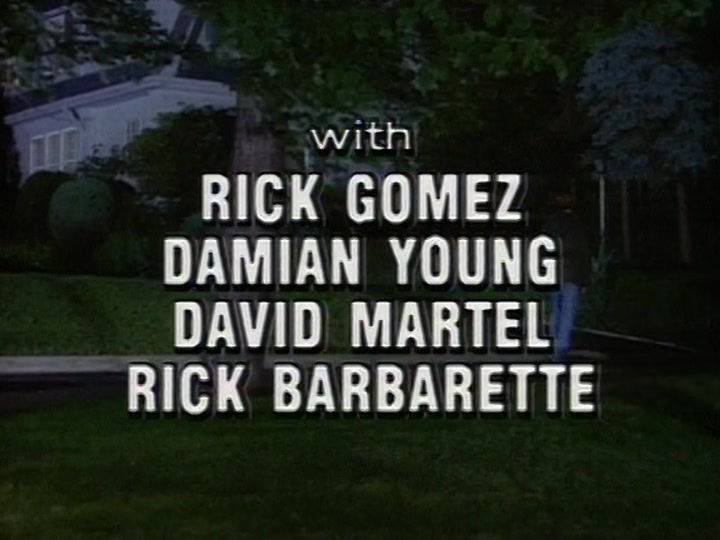 with
RICK GOMEZ
DAMIAN YOUNG
DAVID MARTEL
RICK BARBARETTE